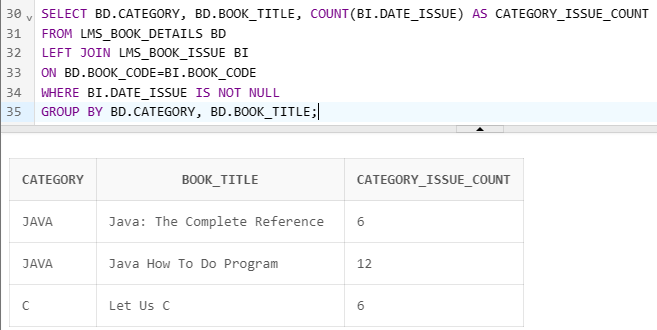 30 SELECT BD.CATEGORY, BD.BOOK_TITLE, COUNT(BI.DATE_ISSUE) AS CATEGORY_ISSUE_COUNT
31 FROM LMS_BOOK_DETAILS BD
32 LEFT JOIN LMS_BOOK_ISSUE BI
33 ON BD.BOOK_CODE=BI.BOOK_CODE
34 WHERE BI.DATE_ISSUE IS NOT NULL
35 GROUP BY BD.CATEGORY, BD.BOOK_TITLE;
CATEGORY BOOK_TITLE CATEGORY_ISSUE_COUNT
JAVA Java: The Complete Reference 6
JAVA Java How To Do Program 12
C Let Us C 6